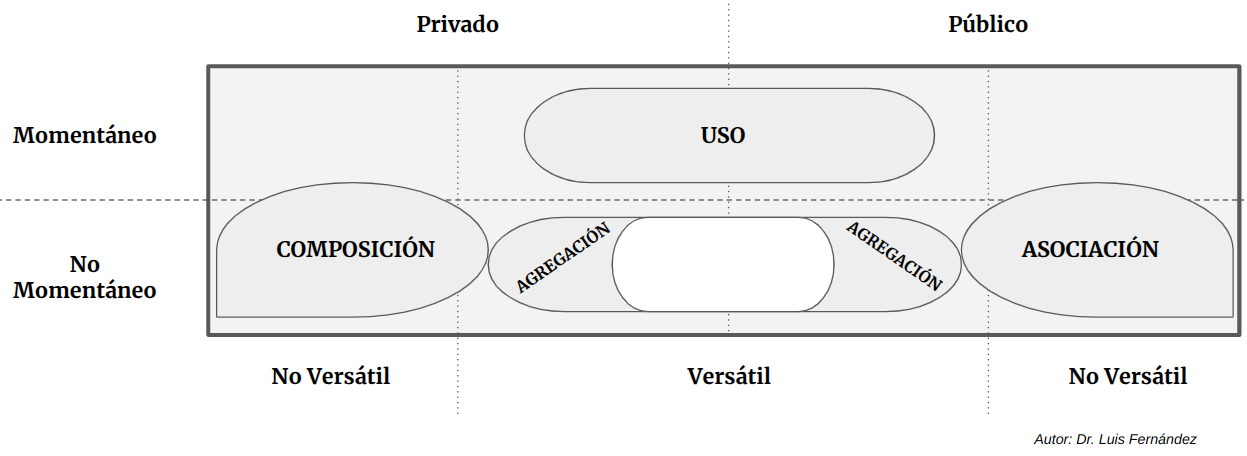 Privado
Público
Momentáneo
USO
COMPOSICIÓN
AGREGACIÓN
AGREGACIÓN
ASOCIACIÓN
No
Momentáneo
No Versátil
Versátil
No Versátil
Autor: Dr. Luis Fernández